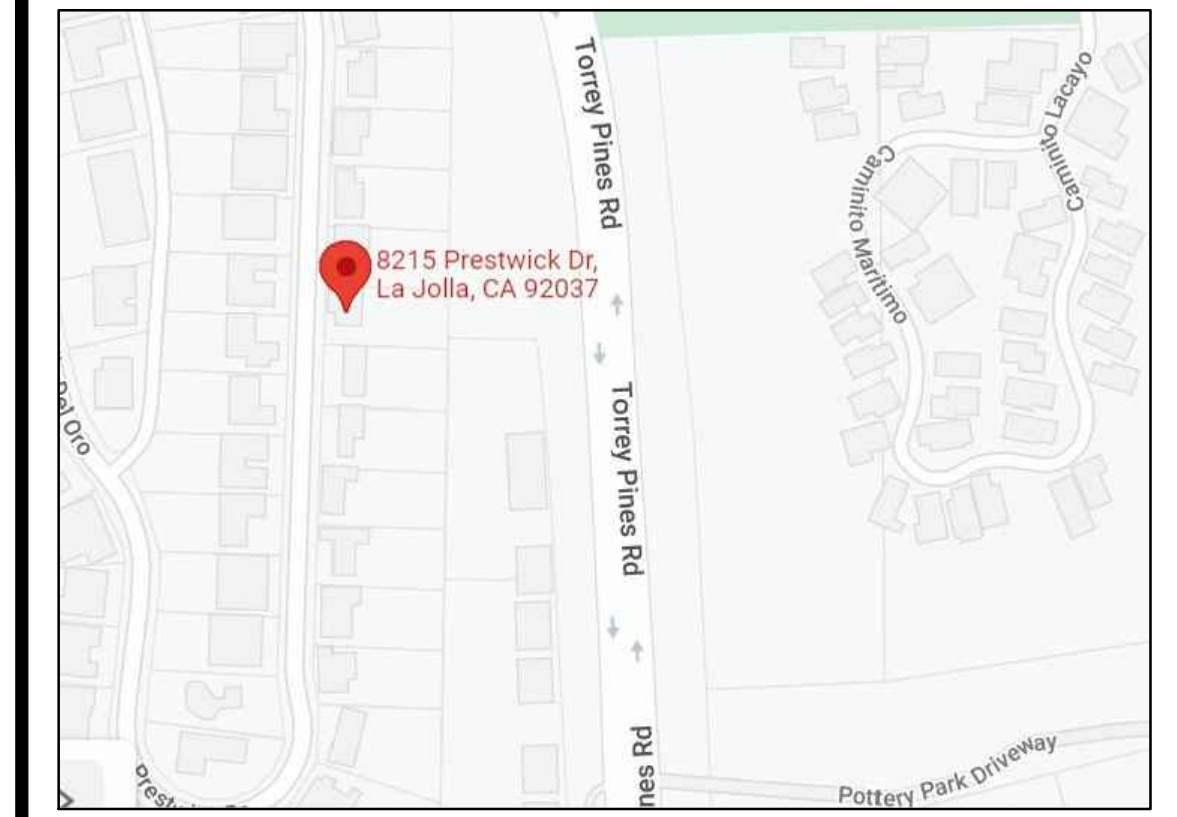 Torrey Pines Rd
Caminito Lacayo
Caminito Maritimo
8215 Prestwick Dr,
La Jolla, CA 92037
Torrey Pines Rd
Del Oro
Rd
Pottery Park Driveway